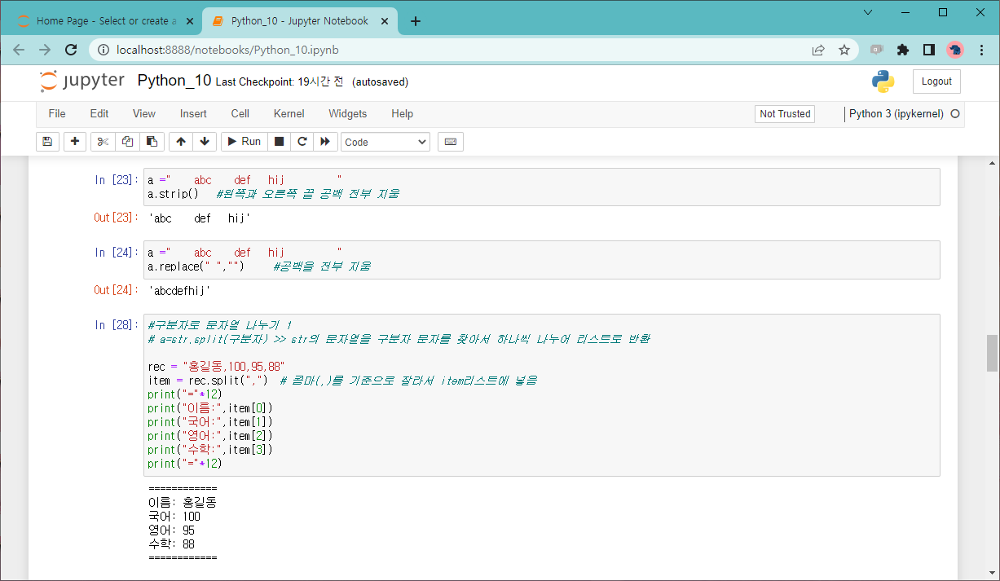 Home Page - Select or create a
Python_10 - Jupyter Notebook
localhost:8888/notebooks/Python_10.ipynb
jupyter Python_10 Last Checkpoint: 19시간 전 (autosaved)
Logout
File Edit View Insert Cell Kernel Widgets Help
Not Trusted
Python 3 (ipykernel)
Run
Code
In [23]: a ="    abc    def   hij         "
a.strip()   #왼쪽과 오른쪽 끝 공백 전부 지움
Out[23]: 'abc    def   hij'
In [24]: a ="    abc    def   hij         "
a.replace(" ","")     #공백을 전부 지움
Out[24]: 'abcdefhij'
In [28]: #구분자로 문자열 나누기 1
# a=str.split(구분자) >> str의 문자열을 구분자 문자를 찾아서 하나씩 나누어 리스트로 반환
rec = "홍길동,100,95,88"
item = rec.split(",")  # 콤마(,)를 기준으로 잘라서 item리스트에 넣음
print("="*12)
print("이름:",item[0])
print("국어:",item[1])
print("영어:",item[2])
print("수학:",item[3])
print("="*12)
============
이름: 홍길동
국어: 100
영어: 95
수학: 88
============